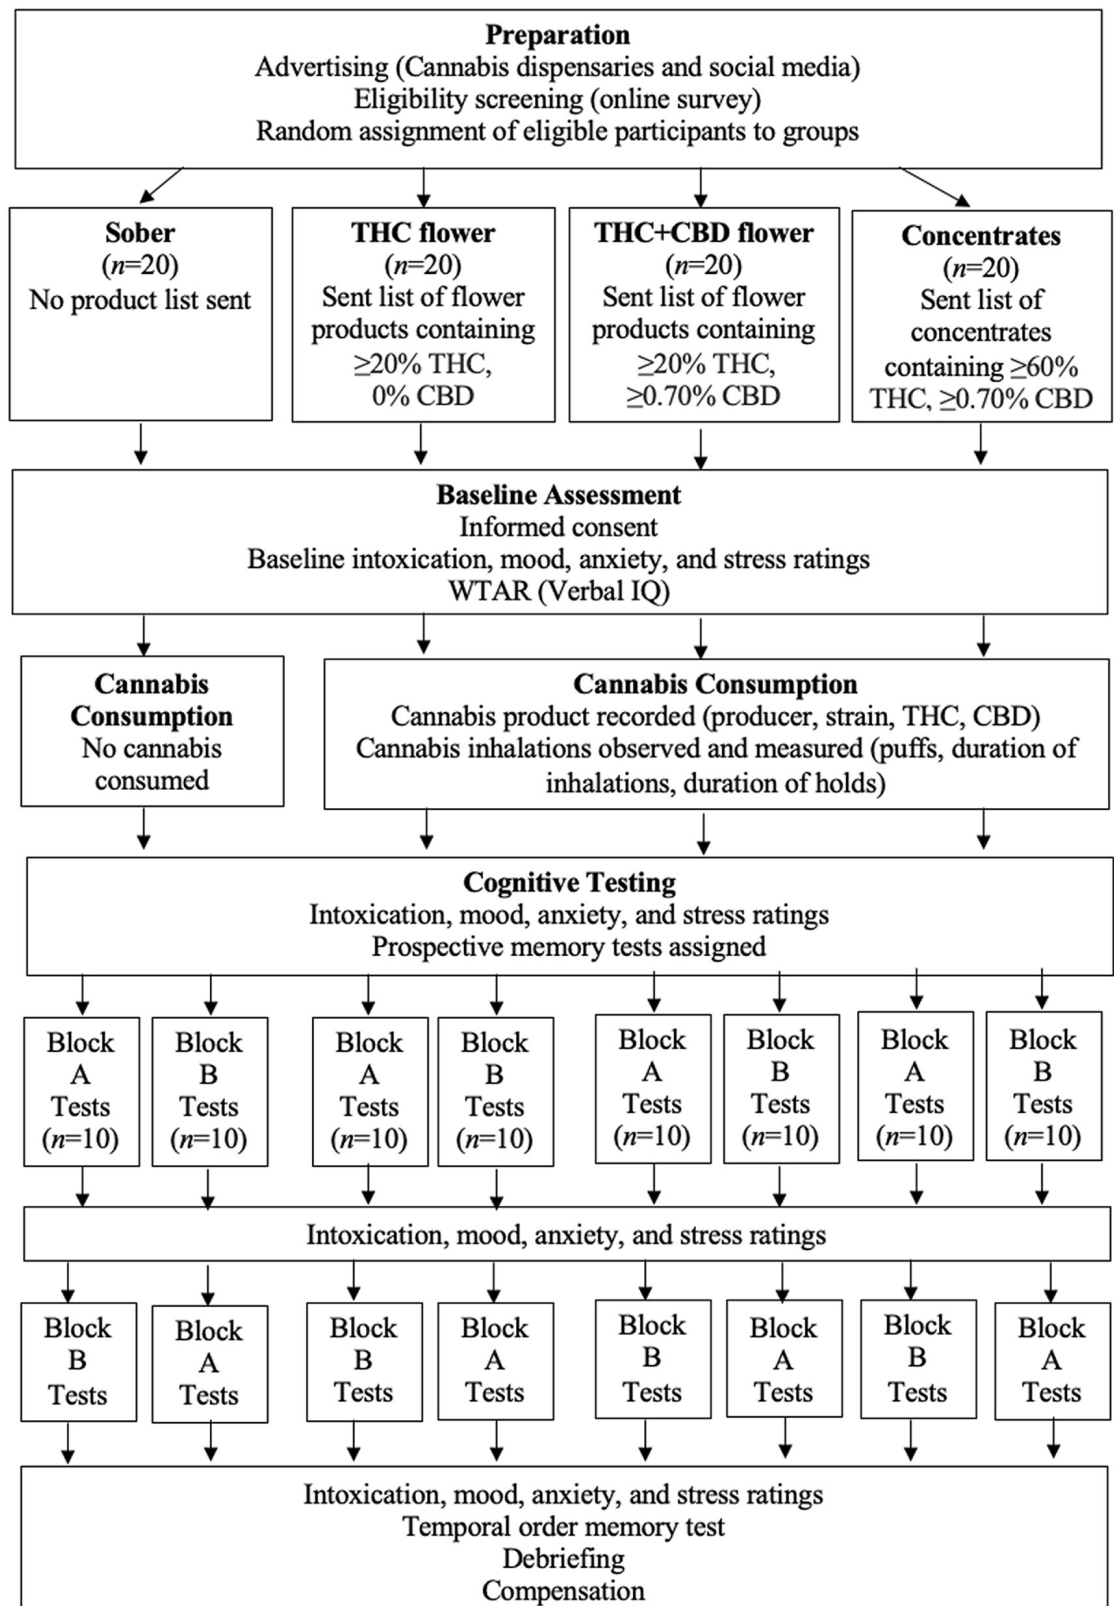 Preparation
Advertising (Cannabis dispensaries and social media)
Eligibility screening (online survey)
Random assignment of eligible participants to groups
Sober
(n=20)
No product list sent
THC flower
(n=20)
Sent list of flower
products containing
≥20% THC,
0% CBD
THC+CBD flower
(n=20)
Sent list of flower
products containing
≥20% THC,
≥0.70% CBD
Concentrates
(n=20)
Sent list of
concentrates
containing ≥60%
THC, ≥0.70% CBD
Baseline Assessment
Informed consent
Baseline intoxication, mood, anxiety, and stress ratings
WTAR (Verbal IQ)
Cannabis
Consumption
No cannabis
consumed
Cannabis Consumption
Cannabis product recorded (producer, strain, THC, CBD)
Cannabis inhalations observed and measured (puffs, duration of
inhalations, duration of holds)
Cognitive Testing
Intoxication, mood, anxiety, and stress ratings
Prospective memory tests assigned
Block
A
Tests
(n=10)
Block
B
Tests
(n=10)
Block
A
Tests
(n=10)
Block
B
Tests
(n=10)
Block
A
Tests
(n=10)
Block
B
Tests
(n=10)
Block
A
Tests
(n=10)
Block
B
Tests
(n=10)
Intoxication, mood, anxiety, and stress ratings
Block
B
Tests
Block
A
Tests
Block
B
Tests
Block
A
Tests
Block
B
Tests
Block
A
Tests
Block
B
Tests
Block
A
Tests
Intoxication, mood, anxiety, and stress ratings
Temporal order memory test
Debriefing
Compensation